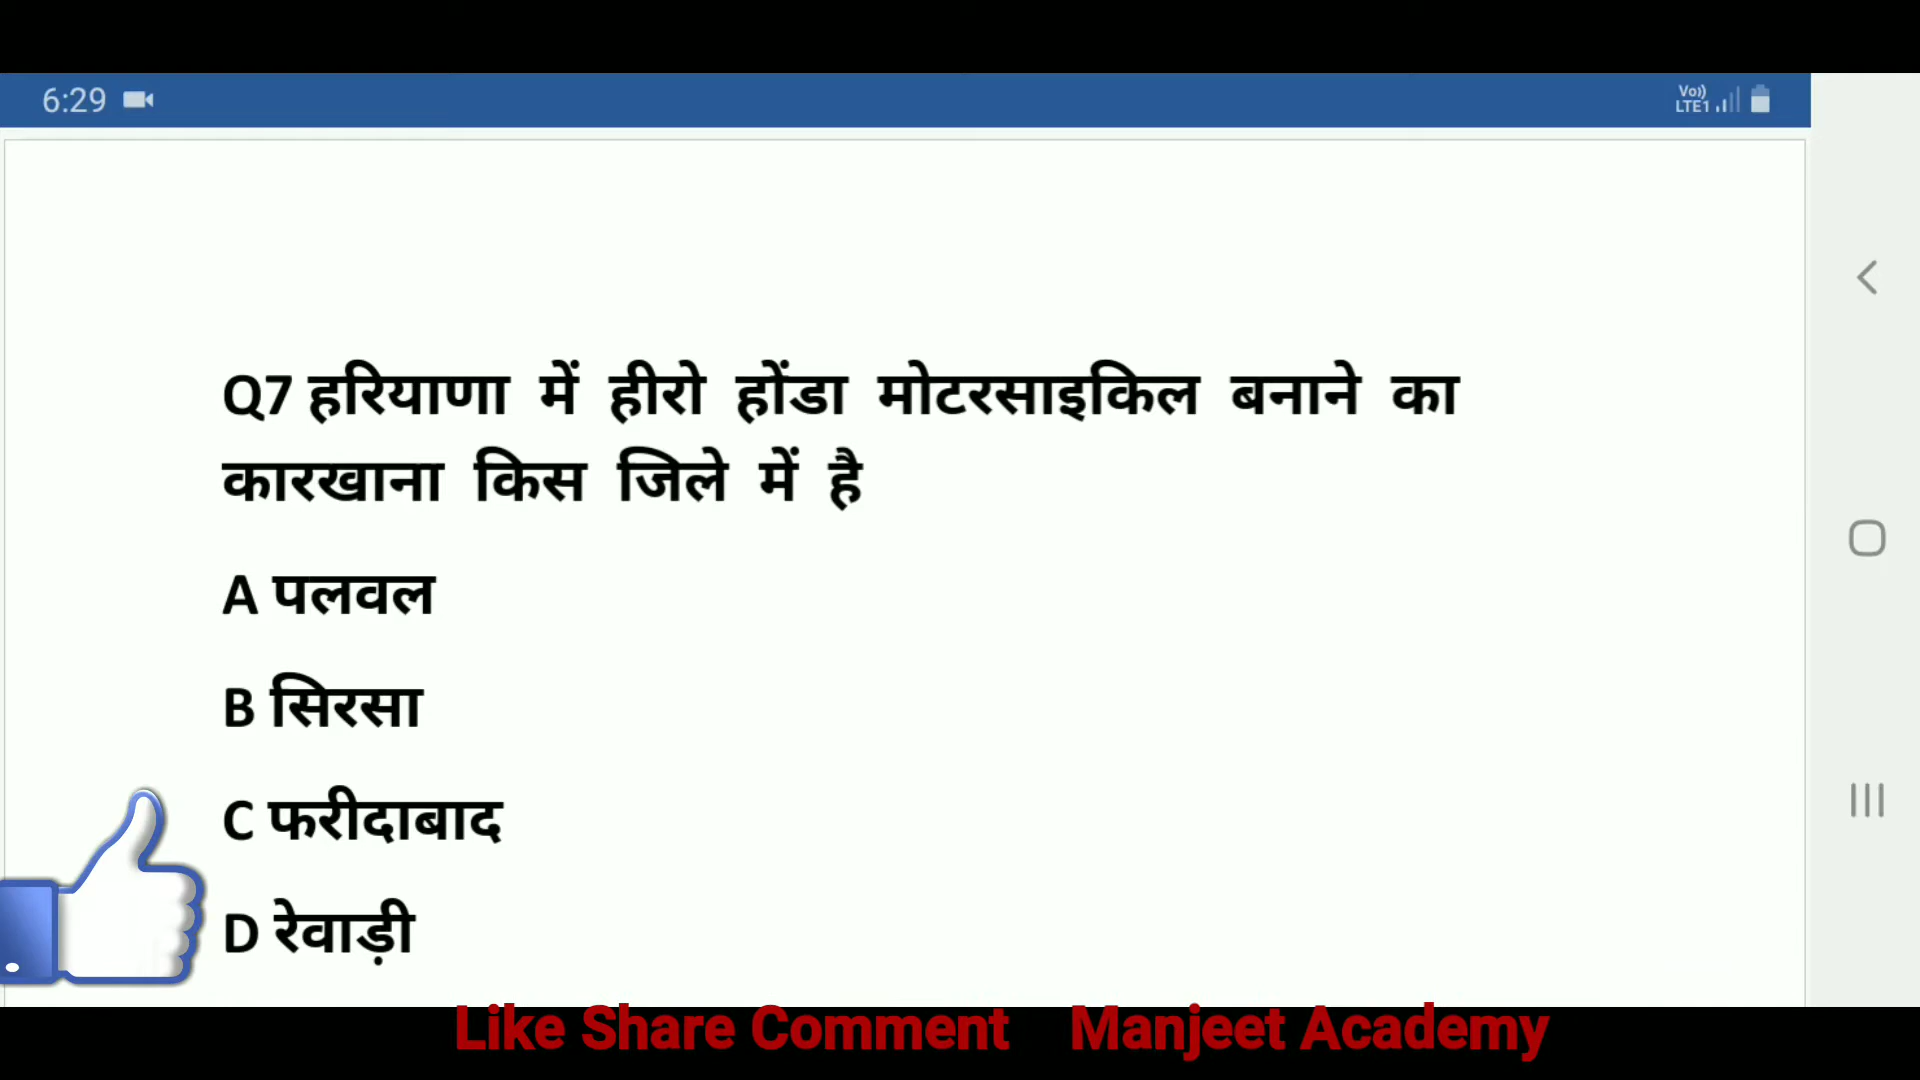 6:29
Vo))
LTE1
Q7 हरियाणा में हीरो होंडा मोटरसाइकिल बनाने का
कारखाना किस जिले में है
A पलवल
B सिरसा
C फरीदाबाद
D रेवाड़ी
Like Share Comment Manjeet Academy